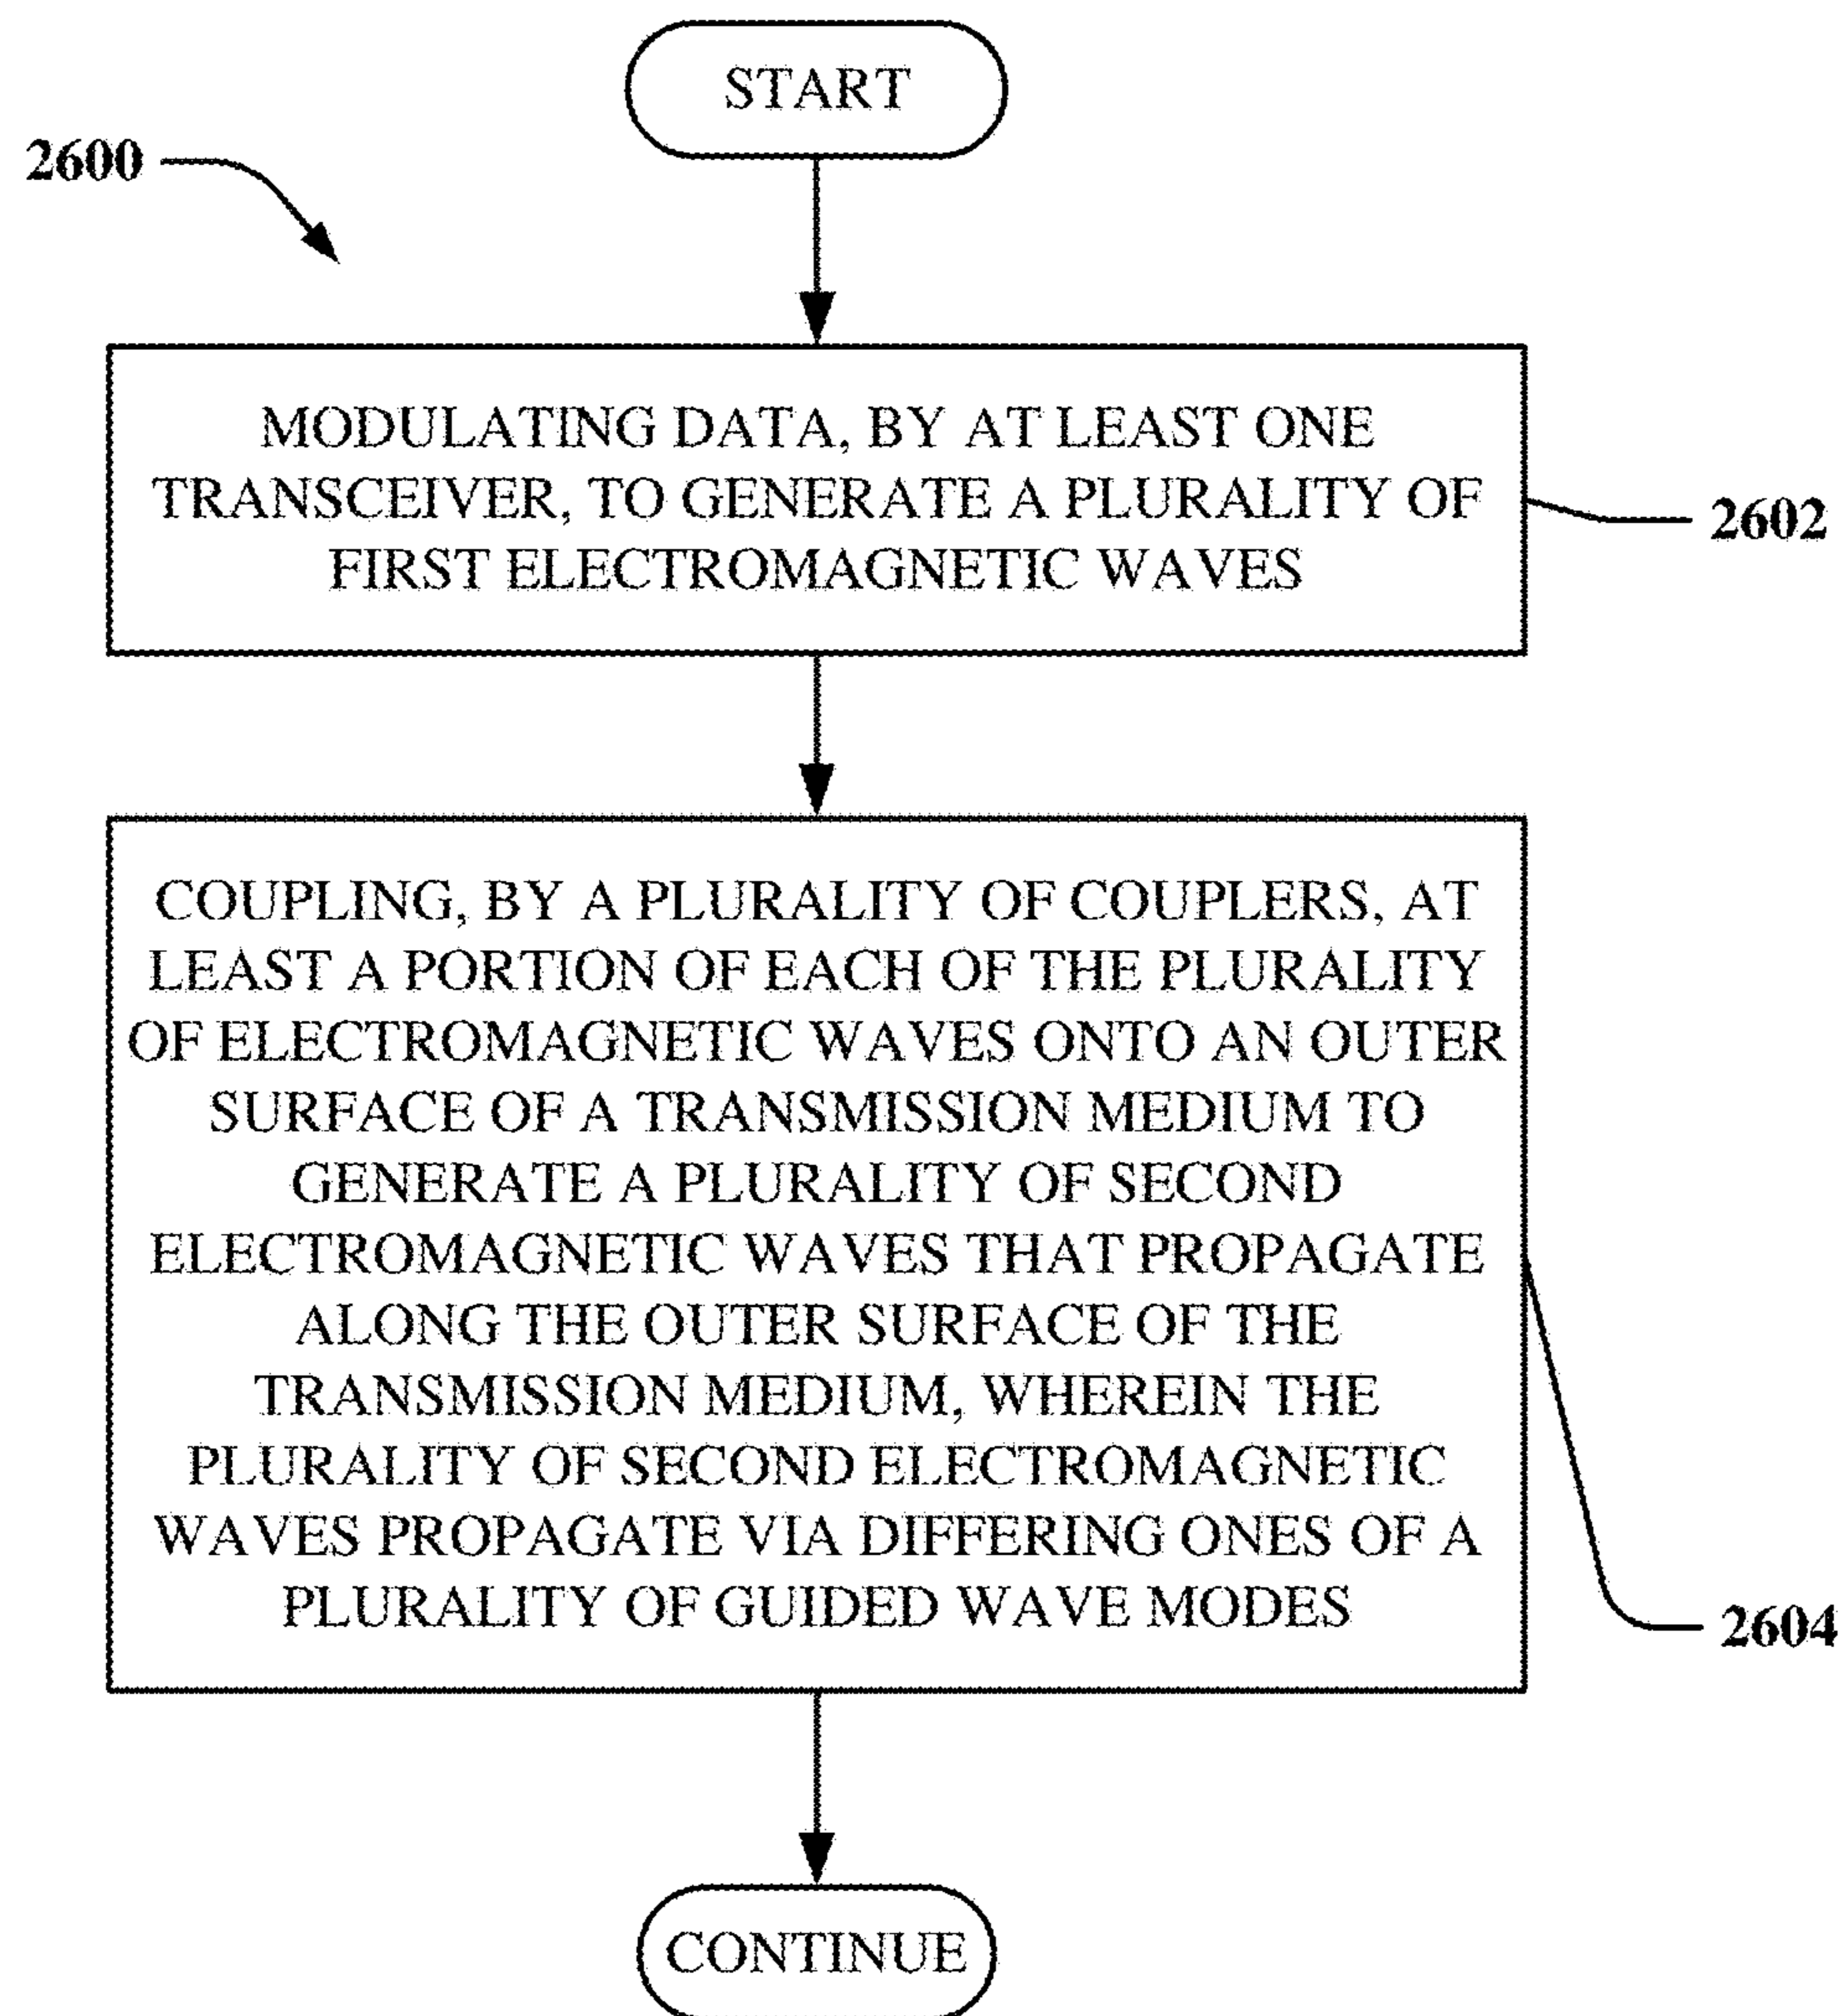 START
2600
MODULATING DATA, BY AT LEAST ONE
TRANSCEIVER, TO GENERATE A PLURALITY OF
FIRST ELECTROMAGNETIC WAVES
2602
COUPLING, BY A PLURALITY OF COUPLERS, AT
LEAST A PORTION OF EACH OF THE PLURALITY
OF ELECTROMAGNETIC WAVES ONTO AN OUTER
SURFACE OF A TRANSMISSION MEDIUM TO
GENERATE A PLURALITY OF SECOND
ELECTROMAGNETIC WAVES THAT PROPAGATE
ALONG THE OUTER SURFACE OF THE
TRANSMISSION MEDIUM, WHEREIN THE
PLURALITY OF SECOND ELECTROMAGNETIC
WAVES PROPAGATE VIA DIFFERING ONES OF A
PLURALITY OF GUIDED WAVE MODES
2604
CONTINUE